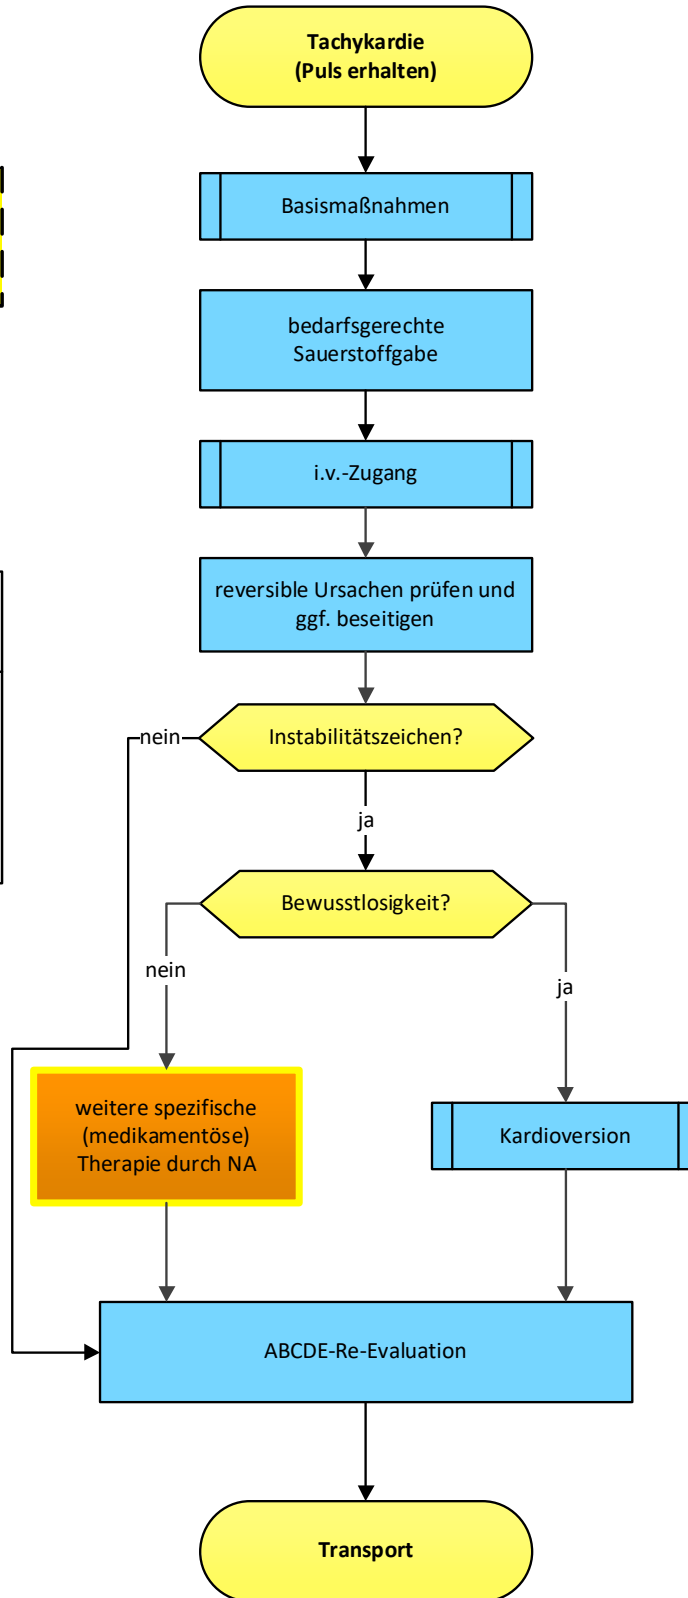 Tachykardie
(Puls erhalten)
Basismaßnahmen
bedarfsgerechte
Sauerstoffgabe
i.v.-Zugang
reversible Ursachen prüfen und
ggf. beseitigen
nein
Instabilitätszeichen?
ja
Bewusstlosigkeit?
nein
ja
weitere spezifische
(medikamentöse)
Therapie durch NA
Kardioversion
ABCDE-Re-Evaluation
Transport